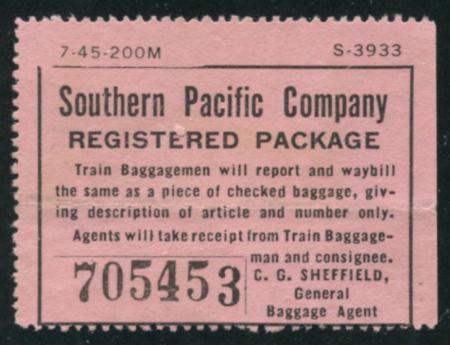 7-45-200M S-3933
Southern Pacific Company
REGISTERED PACKAGE
Train Baggagemen will report and waybill
the same as a piece of checked baggage, giv-
ing description of article and number only.
Agents will take receipt from Train Baggage-
man and consignee.
705453
C. G. SHEFFIELD,
General
Baggage Agent